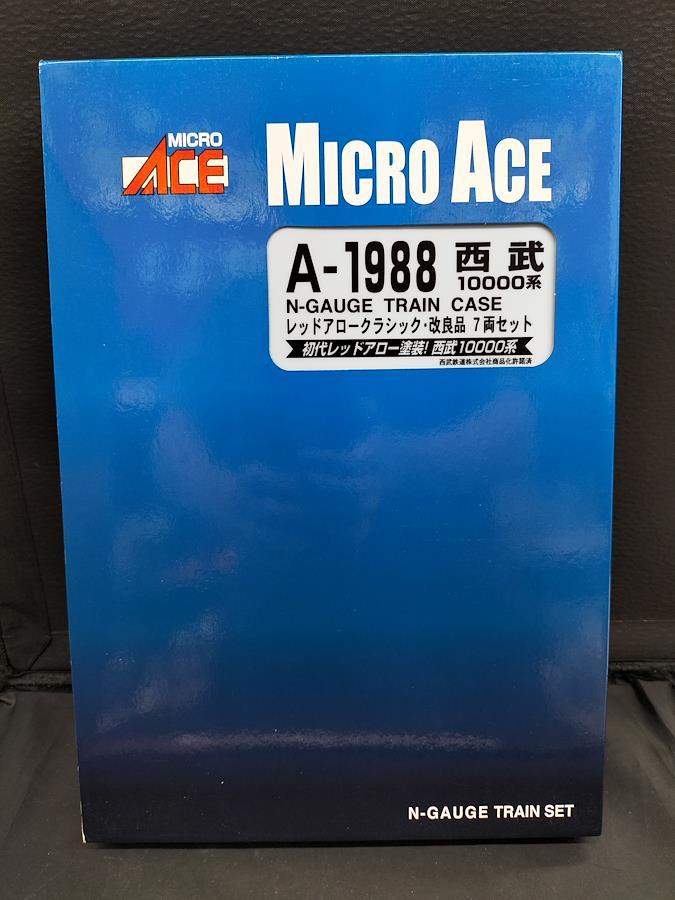 MICRO
ACE
MICRO ACE
A-1988 西武
10000系
N-GAUGE TRAIN CASE
レッドアロークラシック・改良品 7両セット
初代レッドアロー塗装! 西武10000系
西武鉄道株式会社商品化許諾済
N-GAUGE TRAIN SET